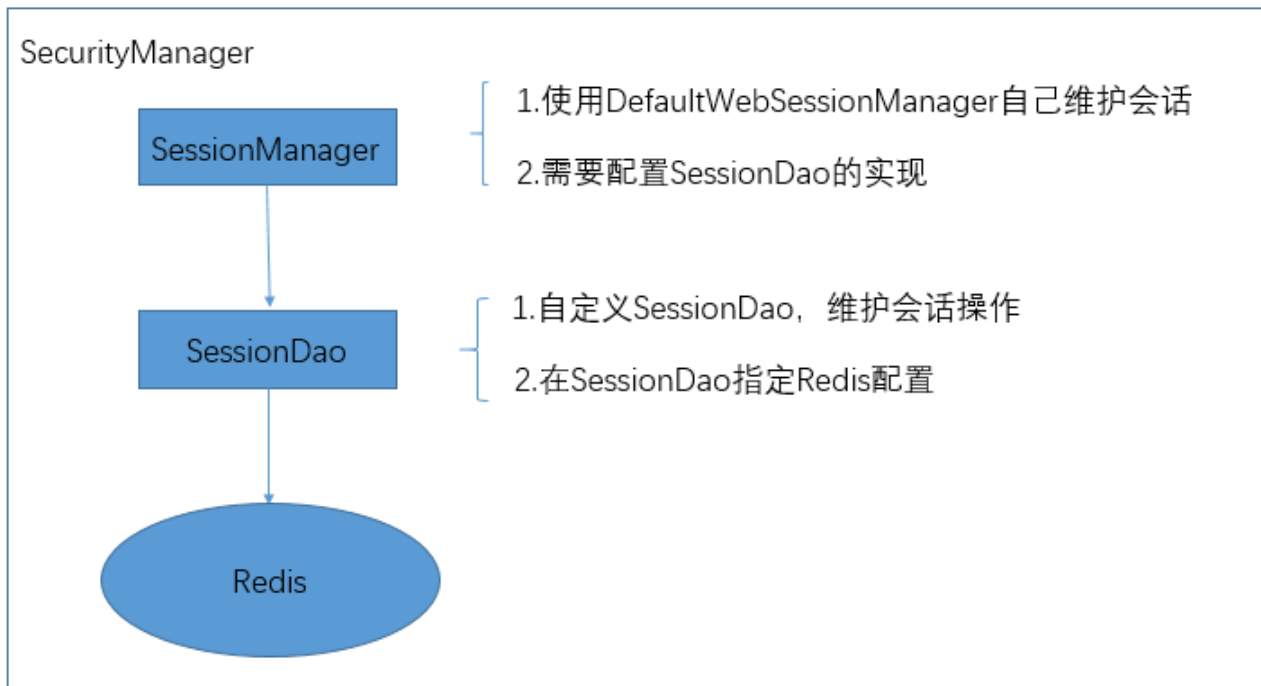 SecurityManager
SessionManager
1.使用DefaultWebSessionManager自己维护会话
2.需要配置SessionDao的实现
SessionDao
1.自定义SessionDao，维护会话操作
2.在SessionDao指定Redis配置
Redis